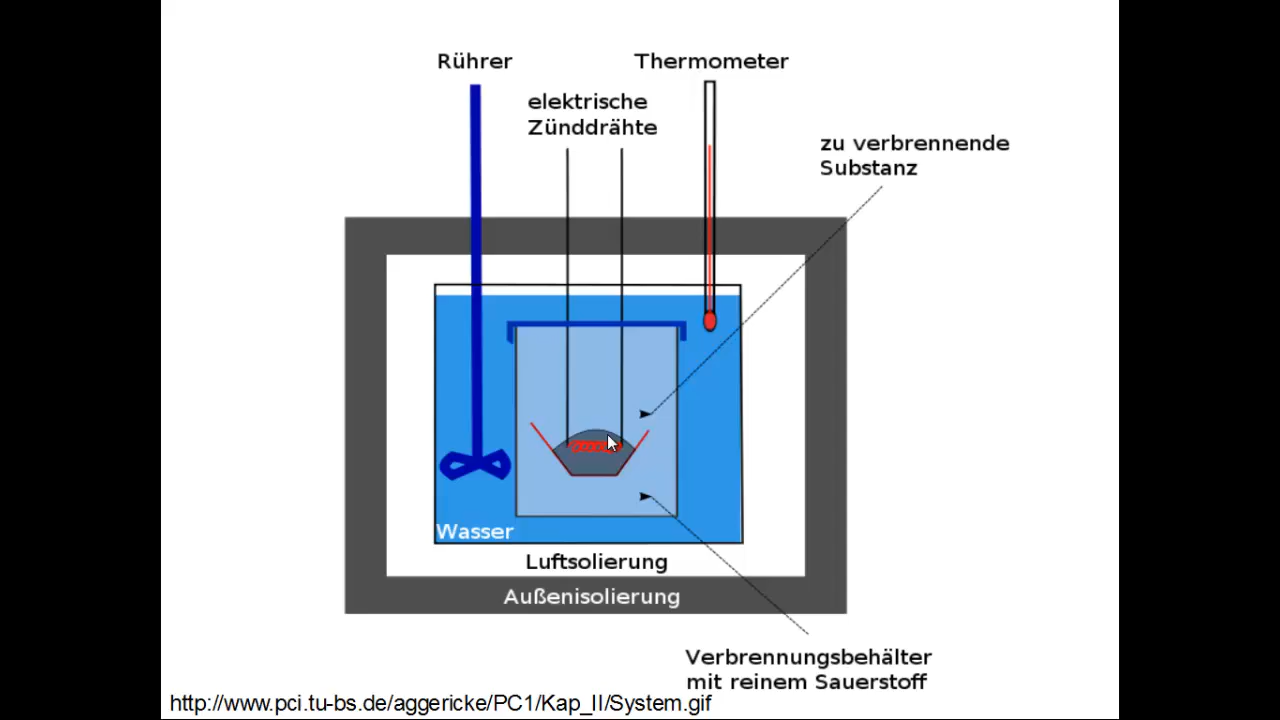 Rührer
Thermometer
elektrische
Zünddrähte
zu verbrennende
Substanz
Wasser
Luftsolierung
Außenisolierung
Verbrennungsbehälter
mit reinem Sauerstoff
http://www.pci.tu-bs.de/aggericke/PC1/Kap_II/System.gif